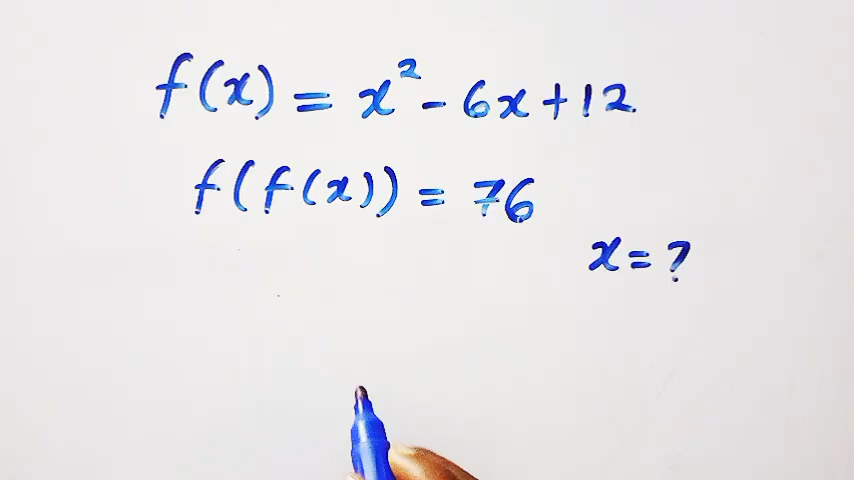 f(x) = x² - 6x + 12
f(f(x)) = 76
x = ?